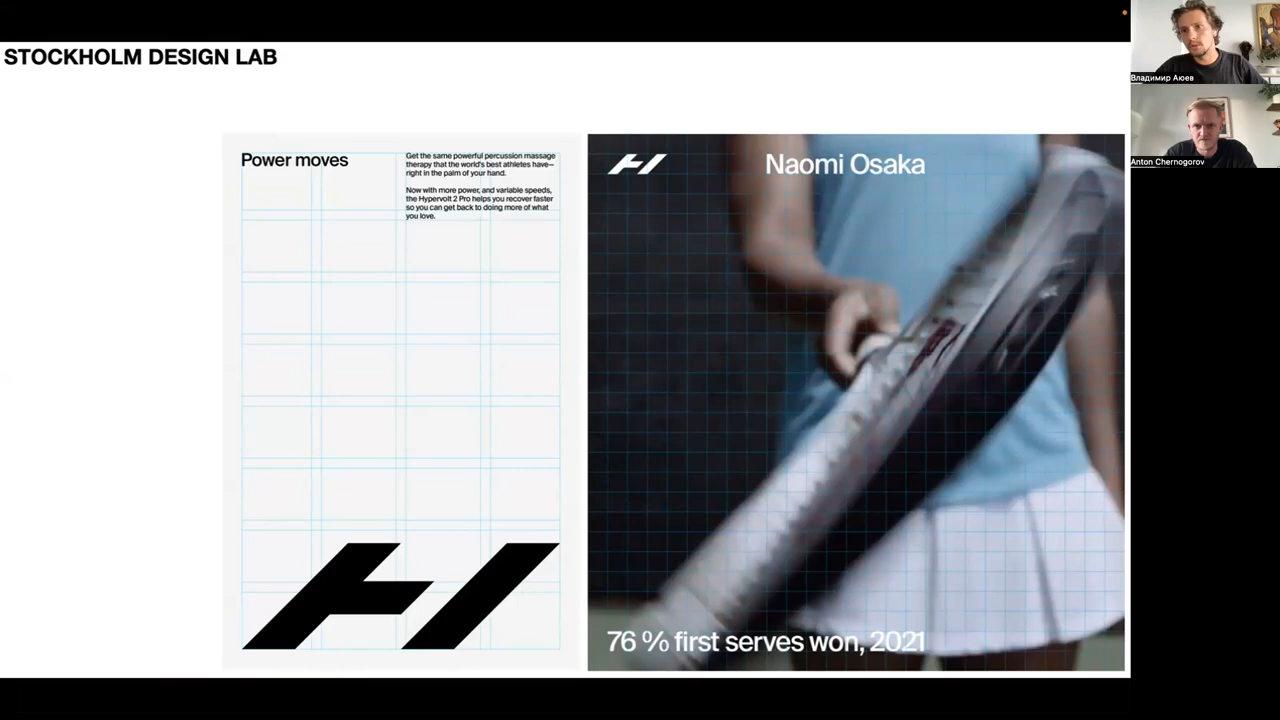 STOCKHOLM DESIGN LAB
Power moves
Get the same powerful percussion massage
therapy that the world's best athletes have—
right in the palm of your hand.
Now with more power, and variable speeds,
the Hypervolt 2 Pro helps you recover faster
so you can get back to doing more of what
you love.
Naomi Osaka
76 % first serves won, 2021
Владимир Аюев
Anton Chernogorov